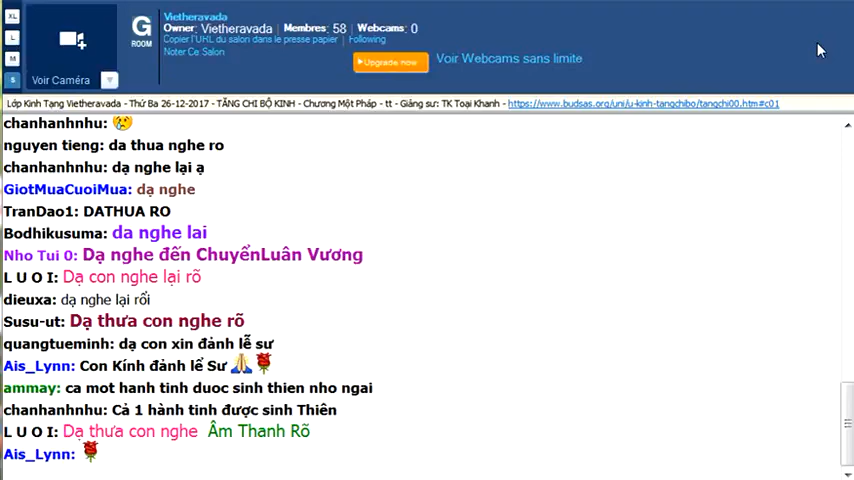 XL
L
M
S
Voir Caméra
G
ROOM
Vietheravada
Owner: Vietheravada Membres: 58 Webcams: 0
Copier l'URL du salon dans le presse papier Following
Noter Ce Salon
Upgrade now
Voir Webcams sans limite
Lớp Kinh Tạng Vietheravada - Thứ Ba 26-12-2017 - TĂNG CHI BỘ KINH - Chương Một Pháp - tt - Giảng sư: TK Toại Khanh - https://www.budsas.org/uni/u-kinh-tangchibo/tangchi00.htm#c01
chanhanhnhu: 😢
nguyen tieng: da thua nghe ro
chanhanhnhu: dạ nghe lại ạ
GiotMuaCuoiMua: dạ nghe
TranDao1: DATHUA RO
Bodhikusuma: da nghe lai
Nho Tui 0: Dạ nghe đến ChuyểnLuân Vương
L U O I: Dạ con nghe lại rõ
dieuxa: dạ nghe lại rồi
Susu-ut: Dạ thưa con nghe rõ
quangtueminh: dạ con xin đảnh lễ sư
Ais_Lynn: Con Kính đảnh lể Sư 🙏🌹
ammay: ca mot hanh tinh duoc sinh thien nho ngai
chanhanhnhu: Cả 1 hành tinh được sinh Thiên
L U O I: Dạ thưa con nghe Âm Thanh Rõ
Ais_Lynn: 🌹